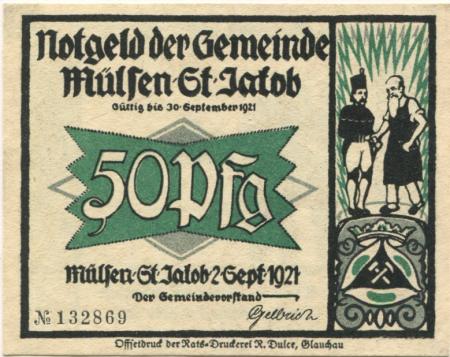 Notgeld der Gemeinde
Mülsen-St-Jakob
Gültig bis 30 September 1921
50 Pfg
Mülsen-St-Jakob-2-Sept-1921
Der Gemeindevorstand
Gelbrich
№ 132869
Offsetdruck der Rats-Druckerei R. Dulce, Glauchau